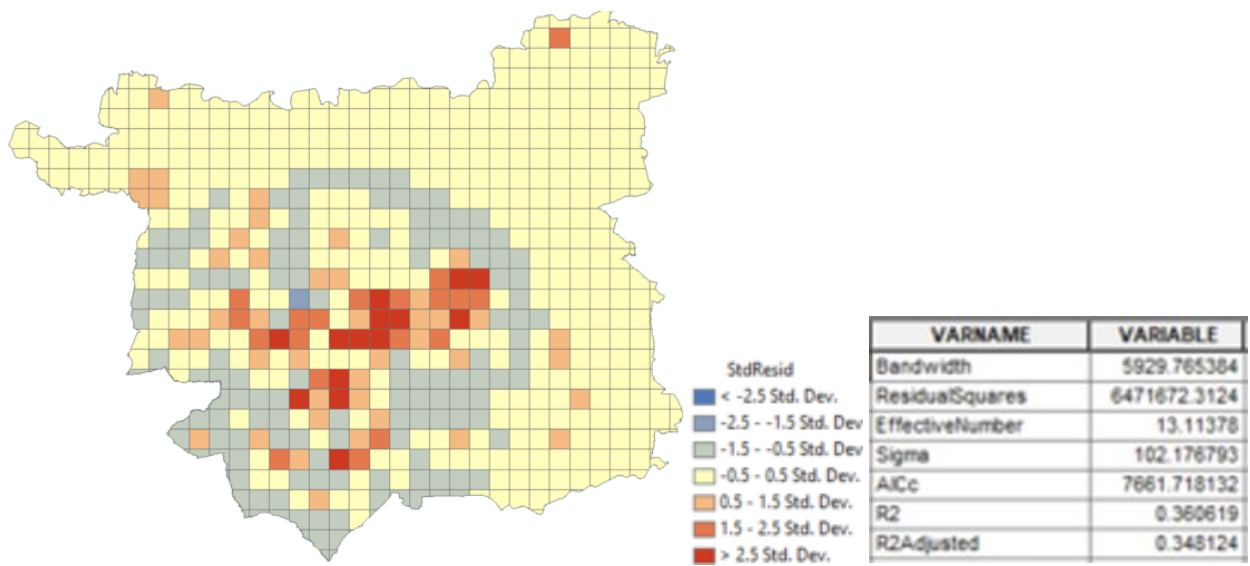 StdResid
< -2.5 Std. Dev.
-2.5 - -1.5 Std. Dev
-1.5 - -0.5 Std. Dev
-0.5 - 0.5 Std. Dev.
0.5 - 1.5 Std. Dev.
1.5 - 2.5 Std. Dev.
> 2.5 Std. Dev.
VARNAME VARIABLE
Bandwidth 5929.765384
ResidualSquares 6471672.3124
EffectiveNumber 13.11378
Sigma 102.176793
AICc 7661.718132
R2 0.360619
R2Adjusted 0.348124